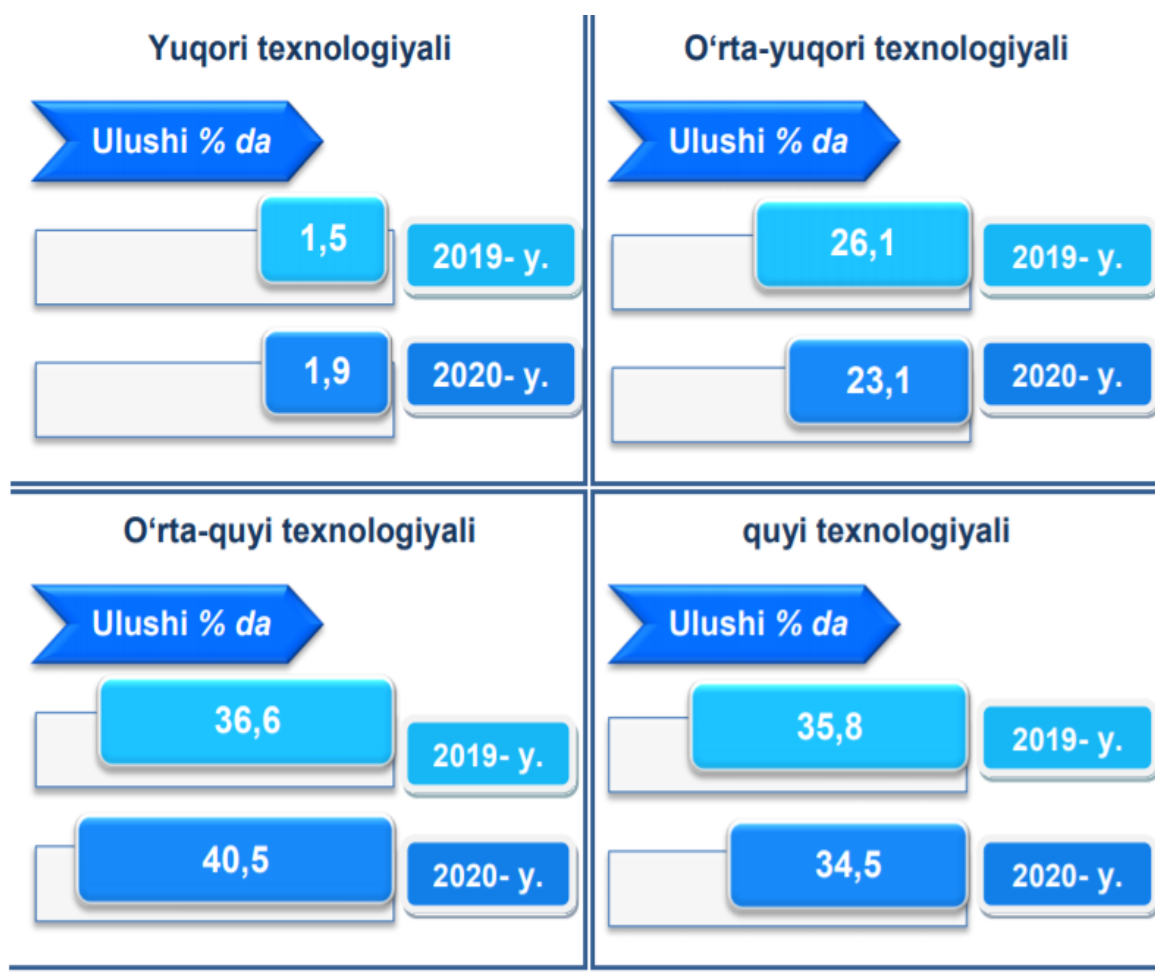 Yuqori texnologiyali
Ulushi % da
1,5
2019- y.
1,9
2020- y.
O‘rta-yuqori texnologiyali
Ulushi % da
26,1
2019- y.
23,1
2020- y.
O‘rta-quyi texnologiyali
Ulushi % da
36,6
2019- y.
40,5
2020- y.
quyi texnologiyali
Ulushi % da
35,8
2019- y.
34,5
2020- y.